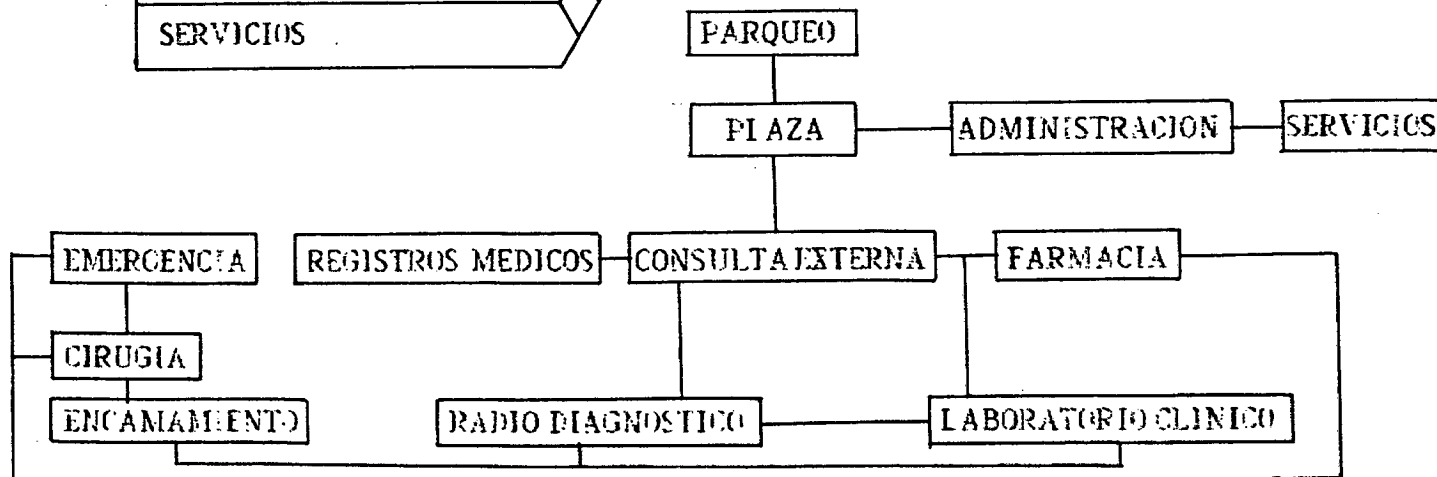 SERVICIOS
PARQUEO
PLAZA
ADMINISTRACION
SERVICIOS
EMERGENCIA
REGISTROS MEDICOS
CONSULTA EXTERNA
FARMACIA
CIRUGIA
ENCAMAMIENTO
RADIO DIAGNOSTICO
LABORATORIO CLINICO